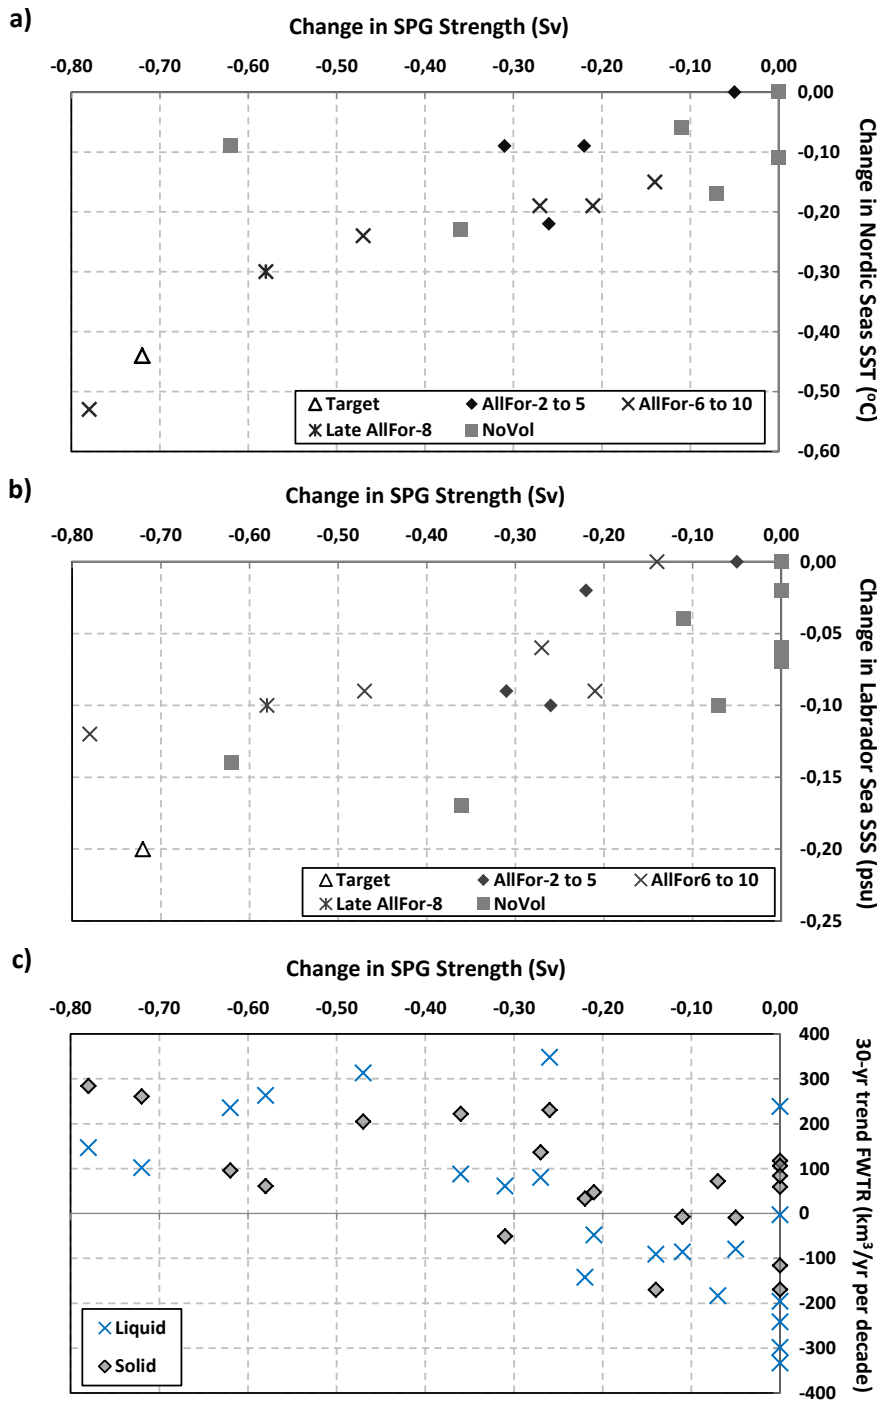 a)
Change in SPG Strength (Sv)
-0,80 -0,70 -0,60 -0,50 -0,40 -0,30 -0,20 -0,10 0,00
0,00
-0,10
-0,20
-0,30
-0,40
-0,50
-0,60
Change in Nordic Seas SST (ºC)
Target AllFor-2 to 5 AllFor-6 to 10
Late AllFor-8 NoVol
b)
Change in SPG Strength (Sv)
-0,80 -0,70 -0,60 -0,50 -0,40 -0,30 -0,20 -0,10 0,00
0,00
-0,05
-0,10
-0,15
-0,20
-0,25
Change in Labrador Sea SSS (psu)
Target AllFor-2 to 5 AllFor6 to 10
Late AllFor-8 NoVol
c)
Change in SPG Strength (Sv)
-0,80 -0,70 -0,60 -0,50 -0,40 -0,30 -0,20 -0,10 0,00
400
300
200
100
0
-100
-200
-300
-400
30-yr trend FWTR (km³/yr per decade)
Liquid
Solid